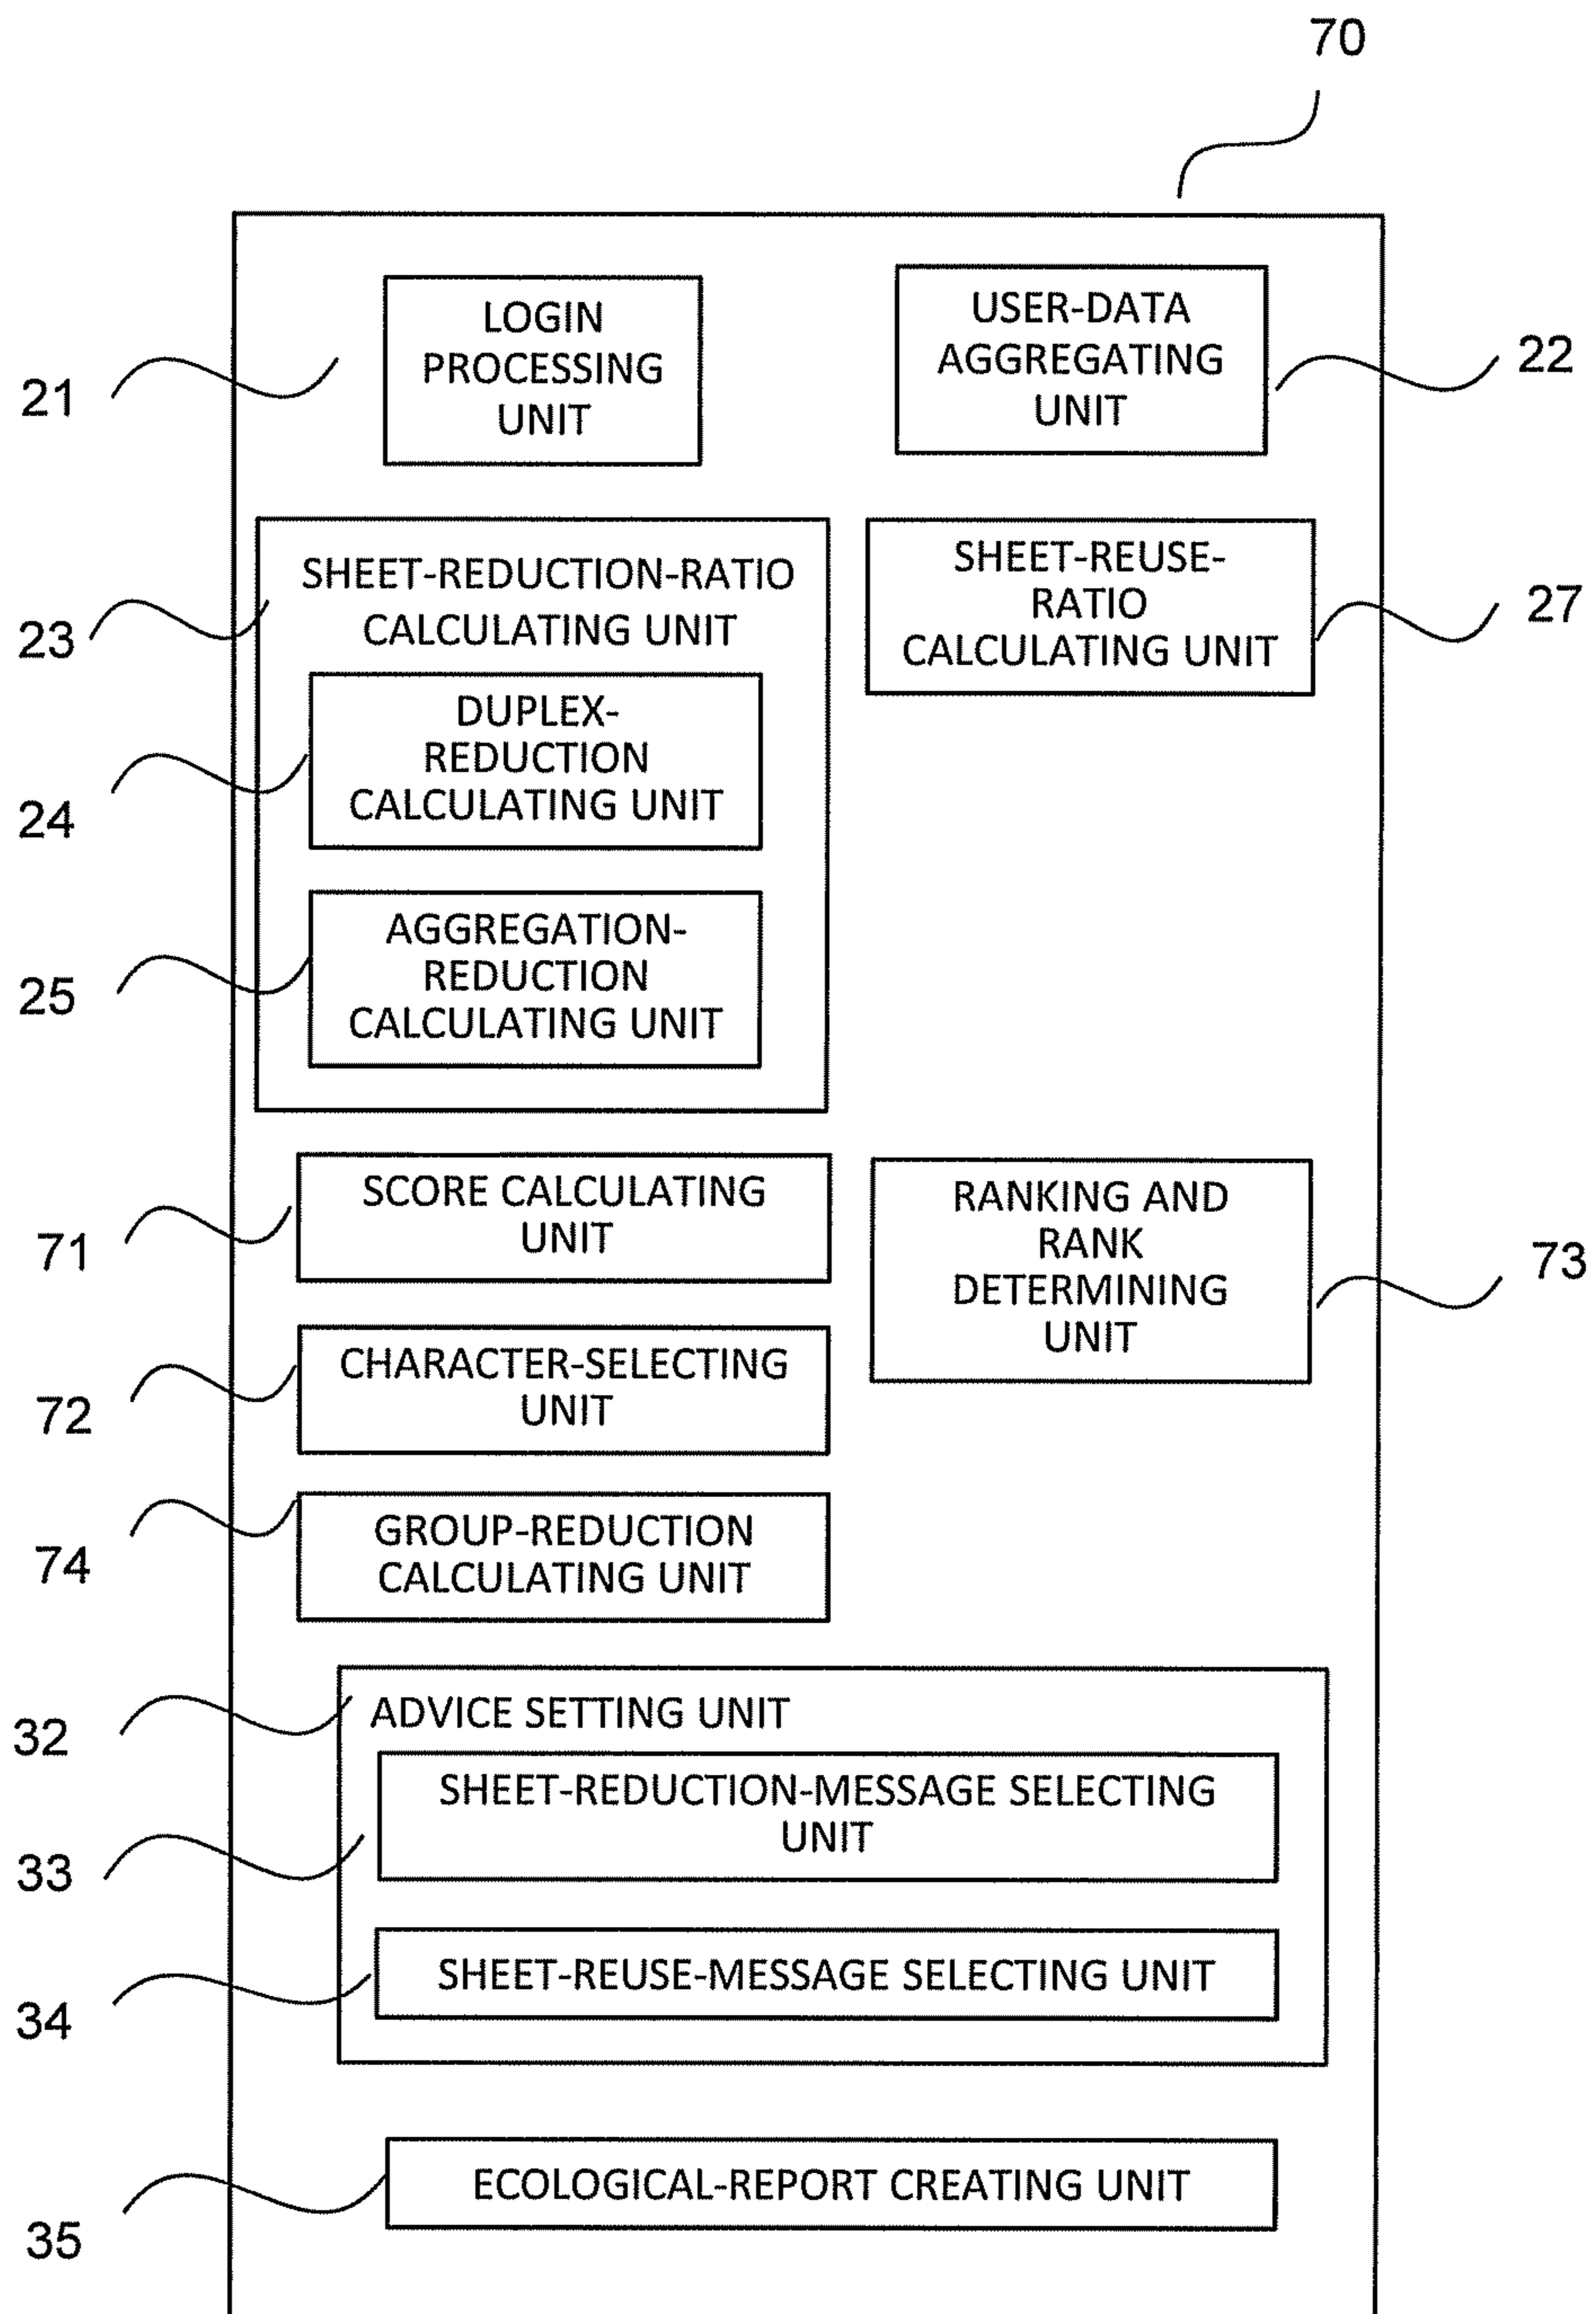 70
LOGIN
PROCESSING
UNIT
21
USER-DATA
AGGREGATING
UNIT
22
SHEET-REDUCTION-RATIO
CALCULATING UNIT
23
SHEET-REUSE-
RATIO
CALCULATING UNIT
27
DUPLEX-
REDUCTION
CALCULATING UNIT
24
AGGREGATION-
REDUCTION
CALCULATING UNIT
25
SCORE CALCULATING
UNIT
71
RANKING AND
RANK
DETERMINING
UNIT
73
CHARACTER-SELECTING
UNIT
72
GROUP-REDUCTION
CALCULATING UNIT
74
ADVICE SETTING UNIT
32
SHEET-REDUCTION-MESSAGE SELECTING
UNIT
33
SHEET-REUSE-MESSAGE SELECTING UNIT
34
ECOLOGICAL-REPORT CREATING UNIT
35